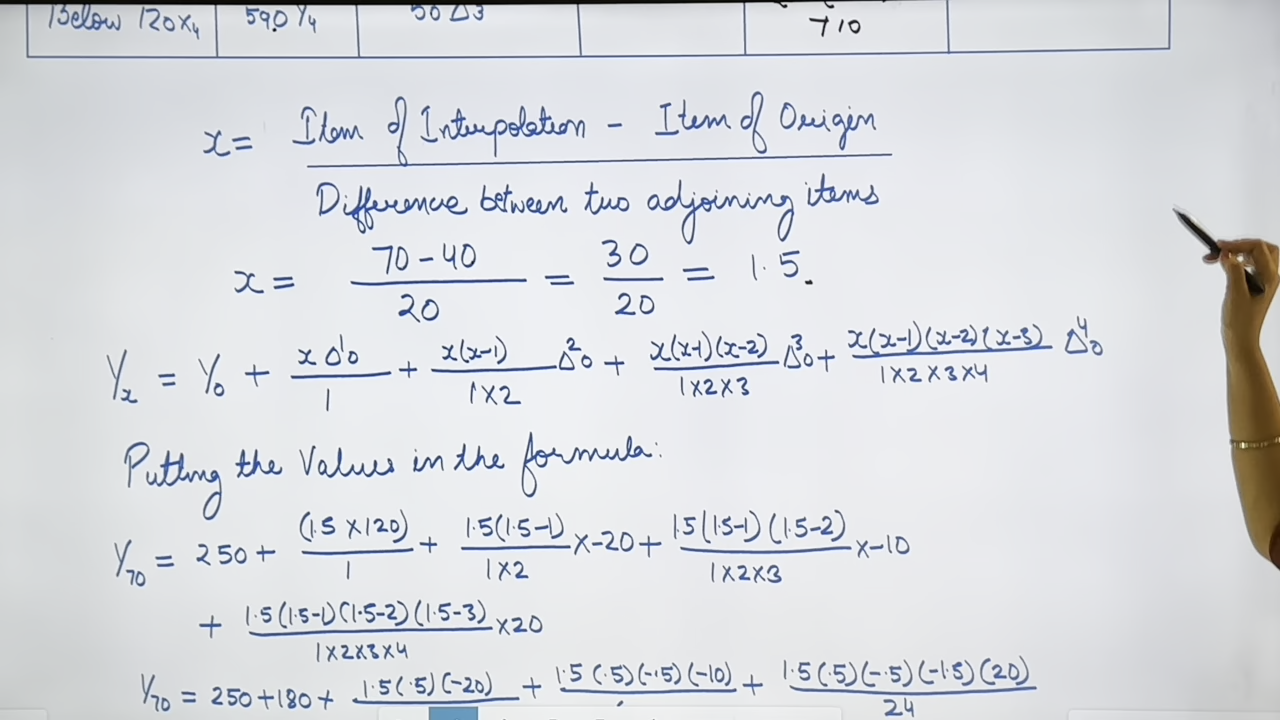 Below 120x₄ 590 Y₄ 50 Δ3
710
x = Item of Interpolation - Item of Origin
Difference between two adjoining items
x = 70-40 / 20 = 30 / 20 = 1.5
Yₓ = Y₀ + xΔ¹₀ / 1 + x(x-1) / 1x2 Δ²₀ + x(x-1)(x-2) / 1x2x3 Δ³₀ + x(x-1)(x-2)(x-3) / 1x2x3x4 Δ⁴₀
Putting the Values in the formula:
Y₇₀ = 250 + (1.5 x120) / 1 + 1.5(1.5-1) / 1x2 x-20 + 1.5(1.5-1)(1.5-2) / 1x2x3 x-10
+ 1.5(1.5-1)(1.5-2)(1.5-3) / 1x2x3x4 x20
Y₇₀ = 250+180+ 1.5(.5)(-20) + 1.5(.5)(-.5)(-10) + 1.5(.5)(-.5)(-1.5)(20) / 24